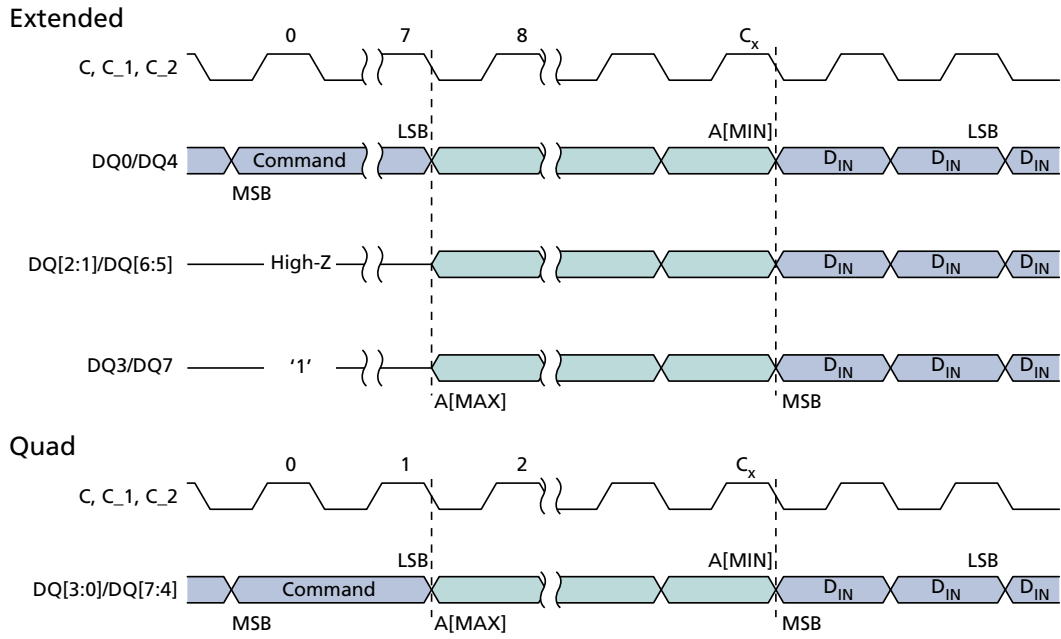 Extended
0 7 8 Cx
C, C_1, C_2
LSB A[MIN] LSB
DQ0/DQ4 Command DIN DIN DIN
MSB
DQ[2:1]/DQ[6:5] High-Z DIN DIN DIN
DQ3/DQ7 ‘1’ DIN DIN DIN
A[MAX] MSB
Quad
0 1 2 Cx
C, C_1, C_2
LSB A[MIN] LSB
DQ[3:0]/DQ[7:4] Command DIN DIN DIN
MSB A[MAX] MSB